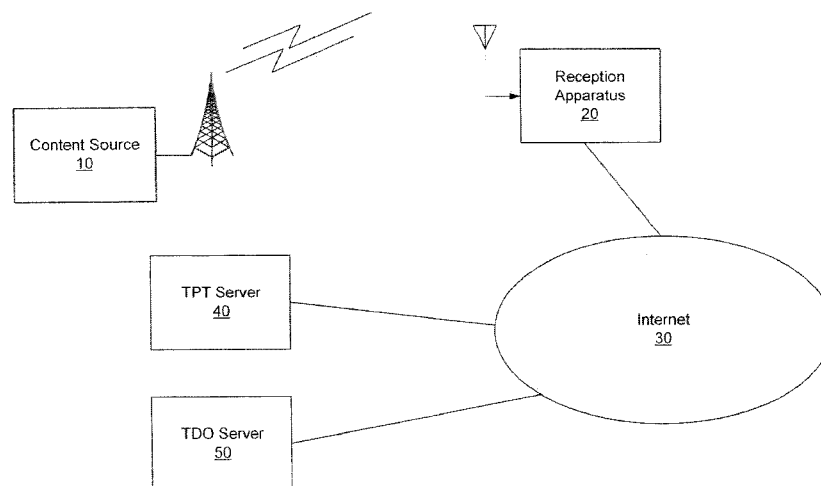 Reception
Apparatus
20
Content Source
10
TPT Server
40
Internet
30
TDO Server
50